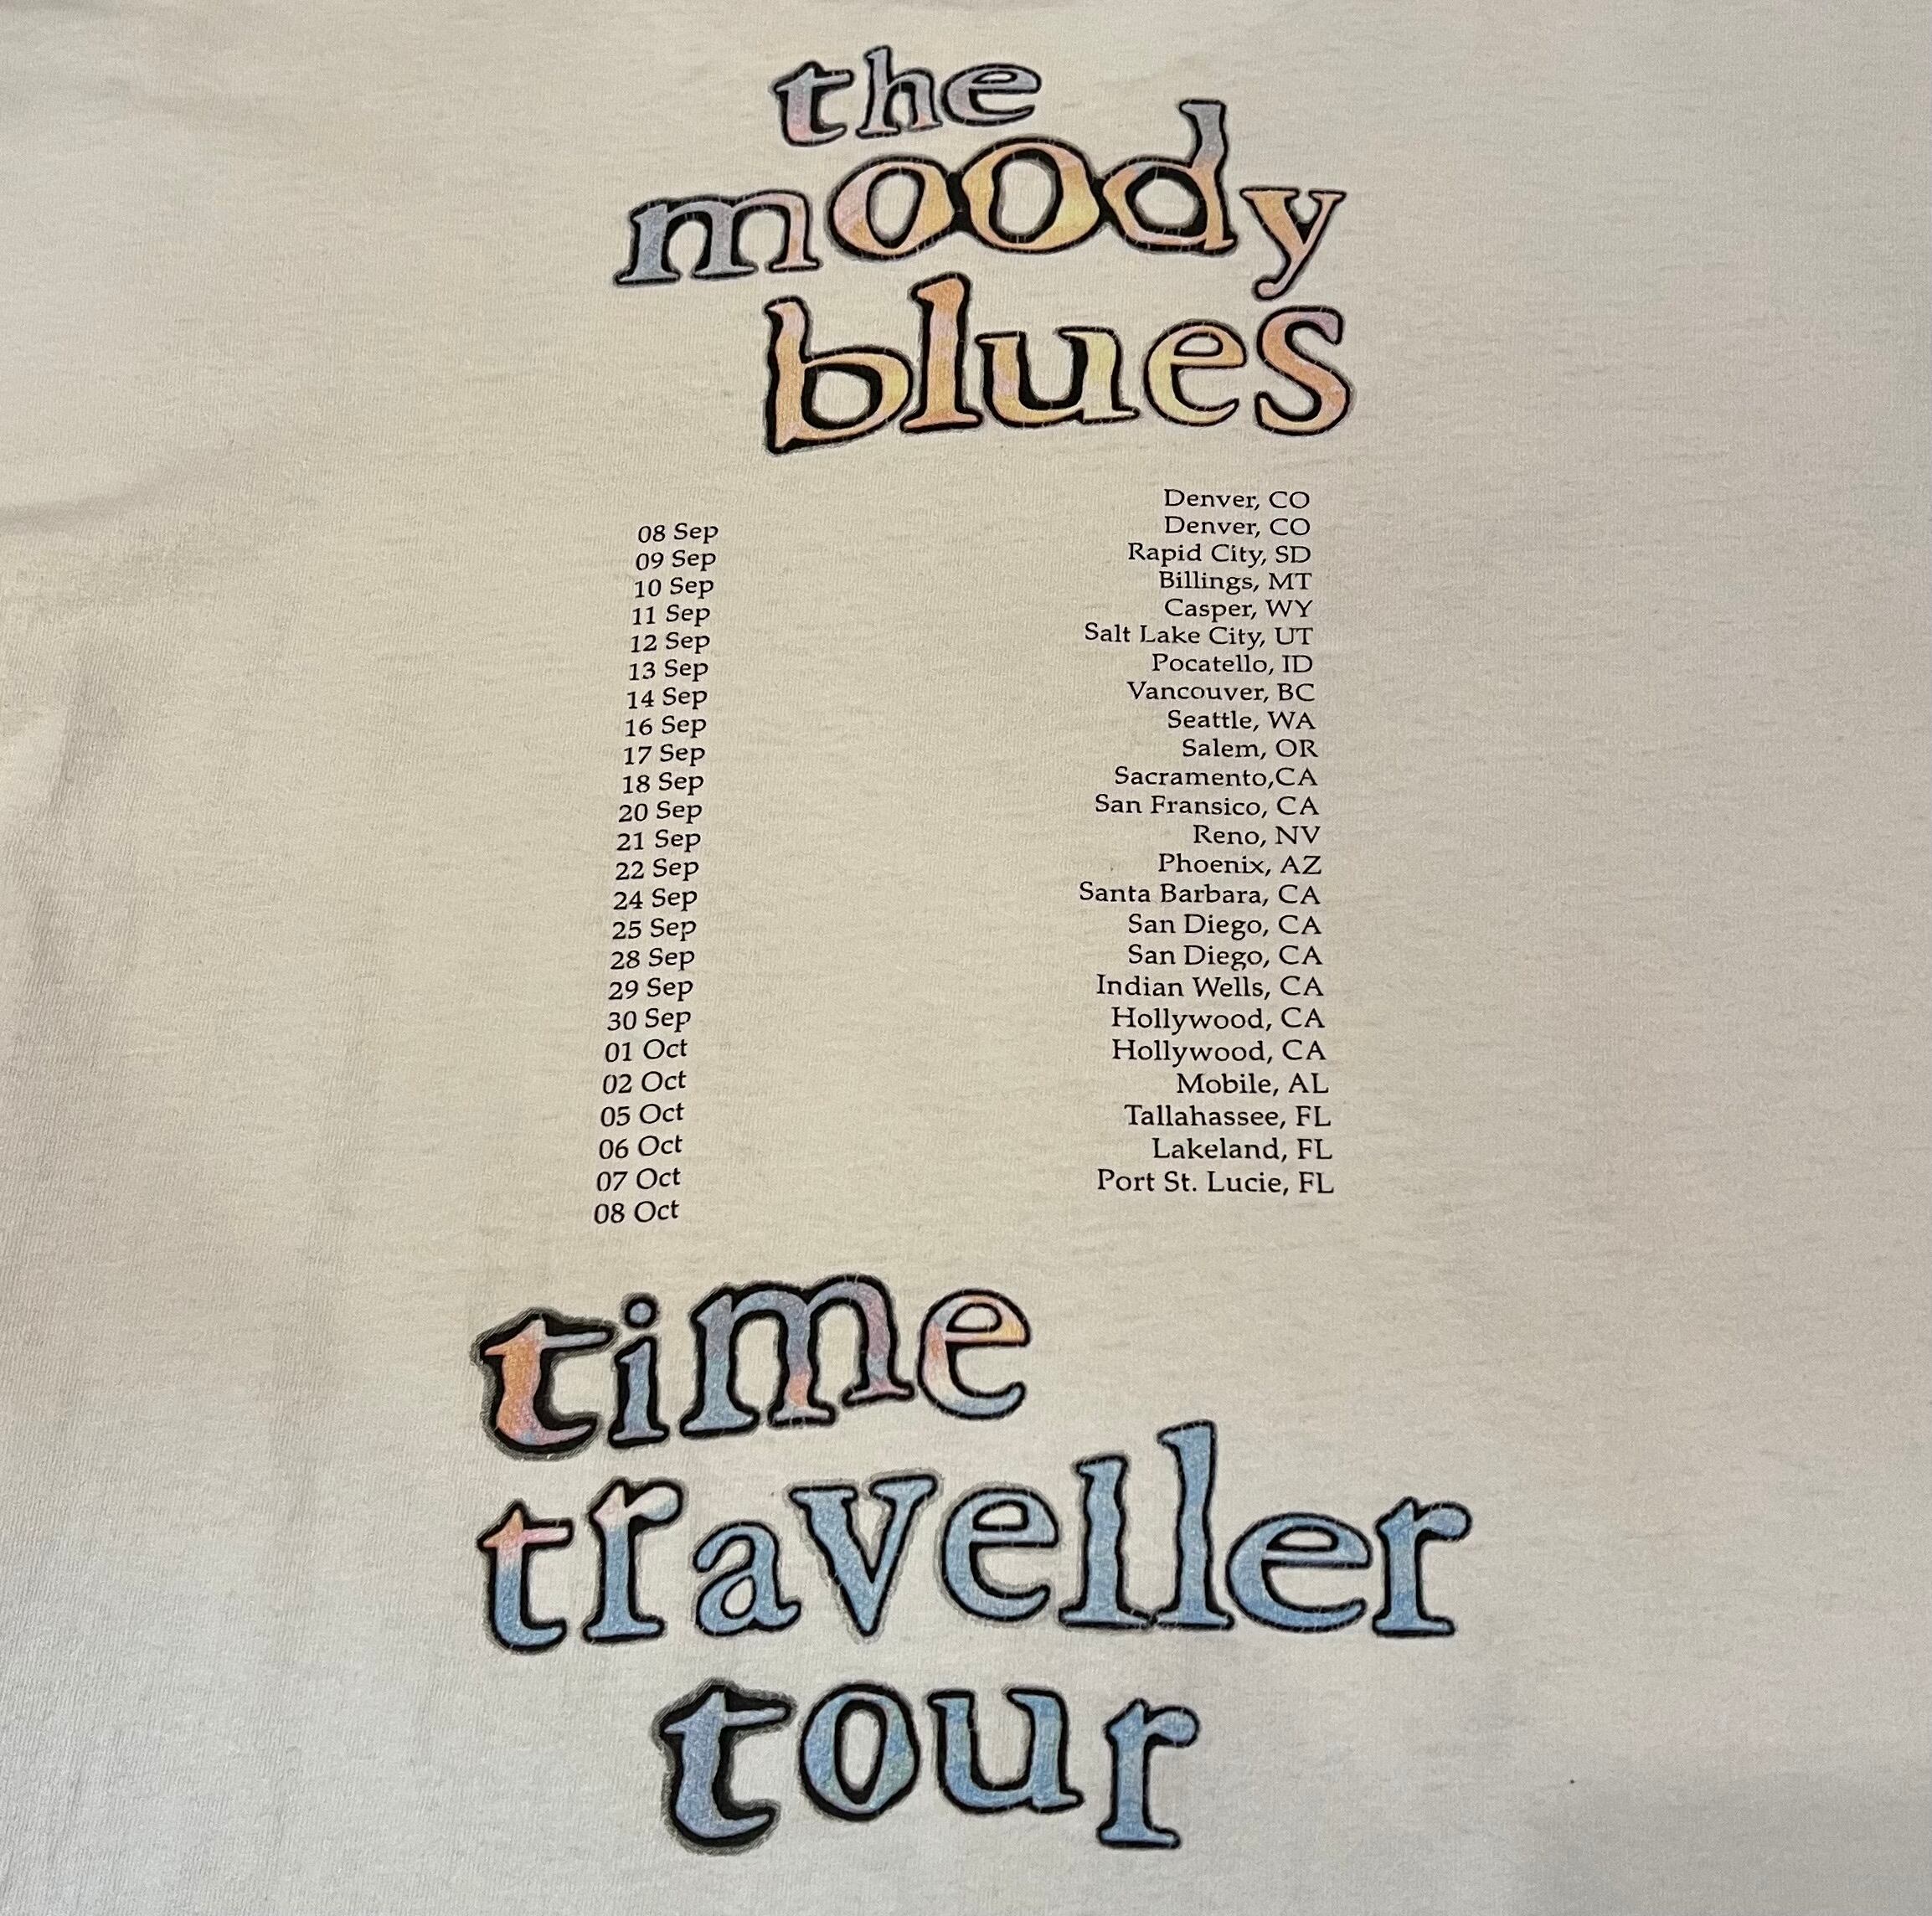 the
moody
blues
08 Sep Denver, CO
09 Sep Denver, CO
10 Sep Rapid City, SD
11 Sep Billings, MT
12 Sep Casper, WY
13 Sep Salt Lake City, UT
14 Sep Pocatello, ID
16 Sep Vancouver, BC
17 Sep Seattle, WA
18 Sep Salem, OR
20 Sep Sacramento,CA
21 Sep San Fransico, CA
22 Sep Reno, NV
24 Sep Phoenix, AZ
25 Sep Santa Barbara, CA
28 Sep San Diego, CA
29 Sep San Diego, CA
30 Sep Indian Wells, CA
01 Oct Hollywood, CA
02 Oct Hollywood, CA
05 Oct Mobile, AL
06 Oct Tallahassee, FL
07 Oct Lakeland, FL
08 Oct Port St. Lucie, FL
time
traveller
tour